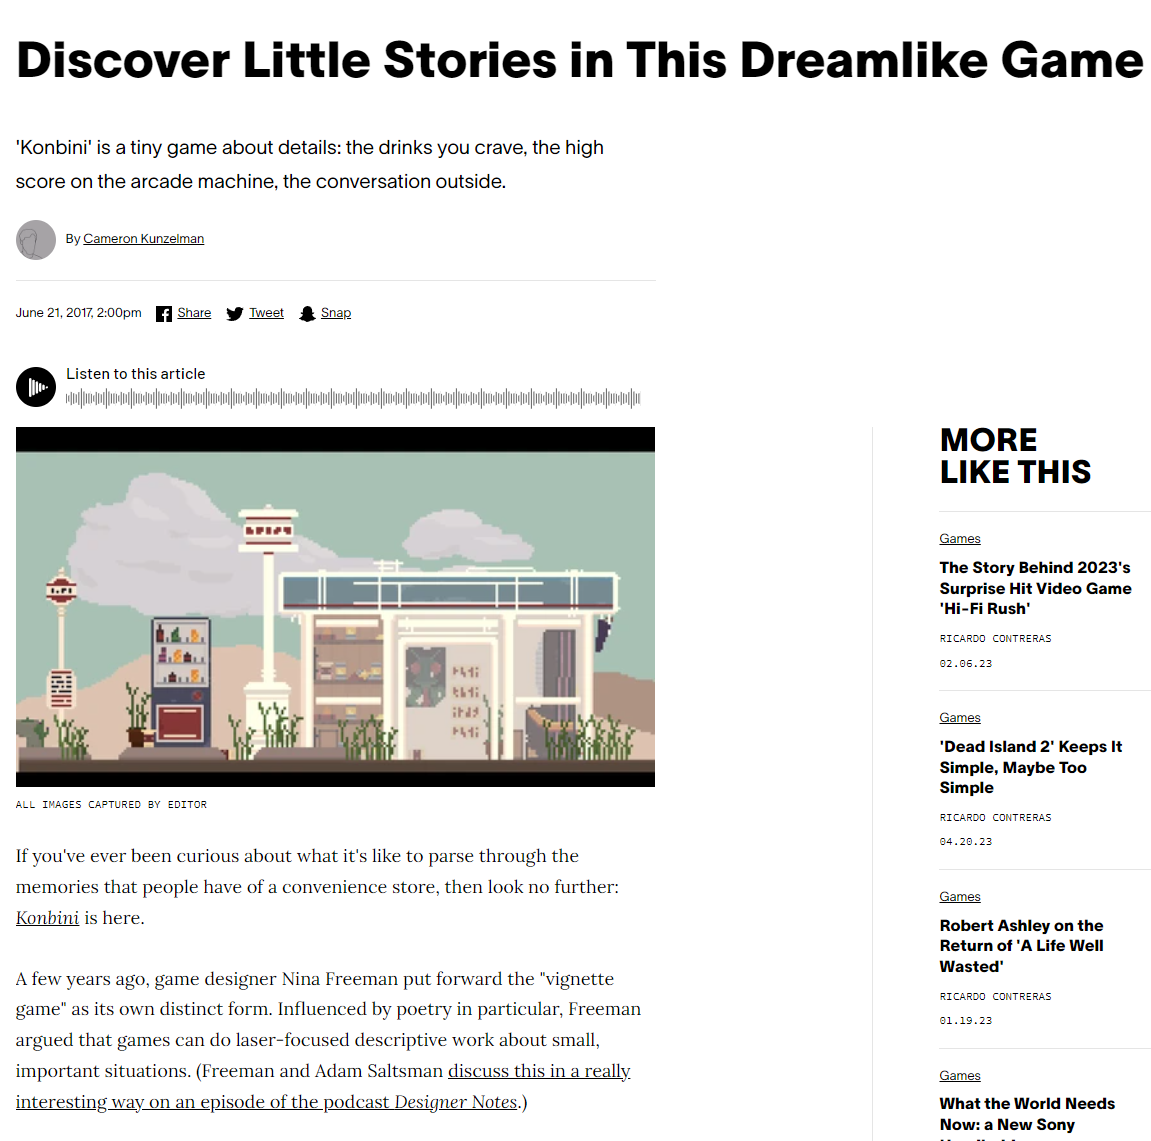 Discover Little Stories in This Dreamlike Game
'Konbini' is a tiny game about details: the drinks you crave, the high
score on the arcade machine, the conversation outside.
By Cameron Kunzelman
June 21, 2017, 2:00pm Share Tweet Snap
Listen to this article
ALL IMAGES CAPTURED BY EDITOR
If you've ever been curious about what it's like to parse through the
memories that people have of a convenience store, then look no further:
Konbini is here.
A few years ago, game designer Nina Freeman put forward the "vignette
game" as its own distinct form. Influenced by poetry in particular, Freeman
argued that games can do laser-focused descriptive work about small,
important situations. (Freeman and Adam Saltsman discuss this in a really
interesting way on an episode of the podcast Designer Notes.)
MORE
LIKE THIS
Games
The Story Behind 2023's
Surprise Hit Video Game
'Hi-Fi Rush'
RICARDO CONTRERAS
02.06.23
Games
'Dead Island 2' Keeps It
Simple, Maybe Too
Simple
RICARDO CONTRERAS
04.20.23
Games
Robert Ashley on the
Return of 'A Life Well
Wasted'
RICARDO CONTRERAS
01.19.23
Games
What the World Needs
Now: a New Sony